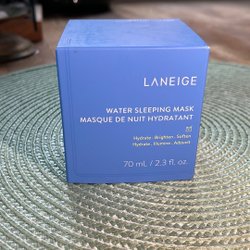 LANEIGE
WATER SLEEPING MASK
MASQUE DE NUIT HYDRATANT
Hydrate · Brighten · Soften
Hydrate · Illumine · Adoucit
70 mL / 2.3 fl. oz.